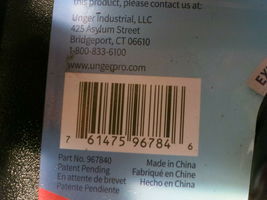 this product, please contact us at:
Unger Industrial, LLC
425 Asylum Street
Bridgeport, CT 06610
1-800-833-6100
www.ungerpro.com
EX
7 61475 96784 6
Part No. 967840 Made in China
Patent Pending Fabriqué en Chine
En attente de brevet Hecho en China
Patente Pendiente